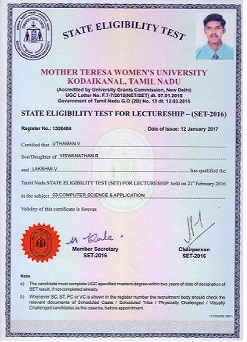 STATE ELIGIBILITY TEST
MOTHER TERESA WOMEN'S UNIVERSITY
KODAIKANAL, TAMIL NADU
(Accredited by University Grants Commission, New Delhi)
UGC Letter No. F.7-7/2015(NET/SET) dt. 07.01.2015
Government of Tamil Nadu G.O (2D) No. 13 dt. 12.03.2015
STATE ELIGIBILITY TEST FOR LECTURESHIP – (SET-2016)
Register No.: 1300404 Date of issue: 12 January 2017
Certified that UTHAMAN.V
Son/Daughter of VISWANATHAN.R
and LAKSHMI.V has qualified the
Tamil Nadu STATE ELIGIBILITY TEST (SET) FOR LECTURESHIP held on 21st February 2016
in the subject 03-COMPUTER SCIENCE & APPLICATION
Validity of this certificate is forever.
Member Secretary
SET-2016
Chairperson
SET-2016
Note
a) The candidate must complete UGC specified masters degree within two years of date of declaration of
SET result, if not completed already.
b) Whenever SC, ST, PC or VC is shown in the register number the recruiting body should check the
relevant documents of Scheduled Caste / Scheduled Tribe / Physically Challenged / Visually
Challenged candidates as the case, before appointment.